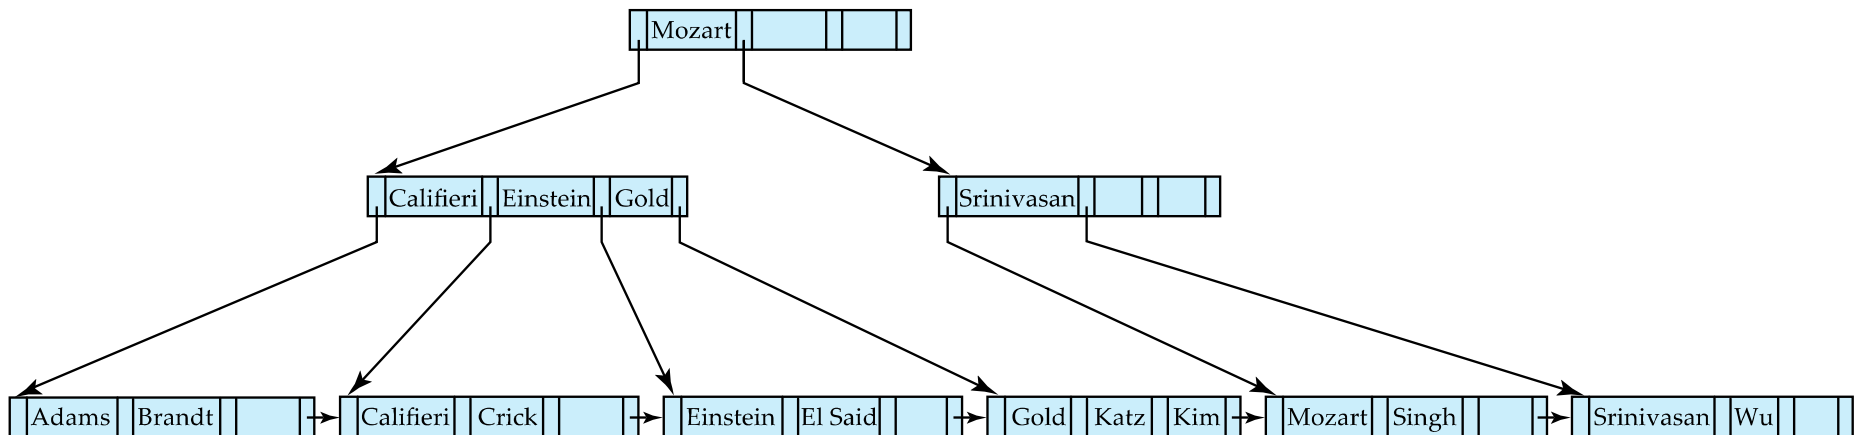 Mozart
Califieri Einstein Gold Srinivasan
Adams Brandt Califieri Crick Einstein El Said Gold Katz Kim Mozart Singh Srinivasan Wu